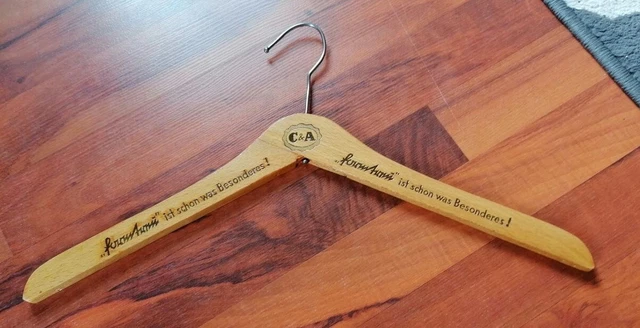 C&A
ist schon was Besonderes!
ist schon was Besonderes!